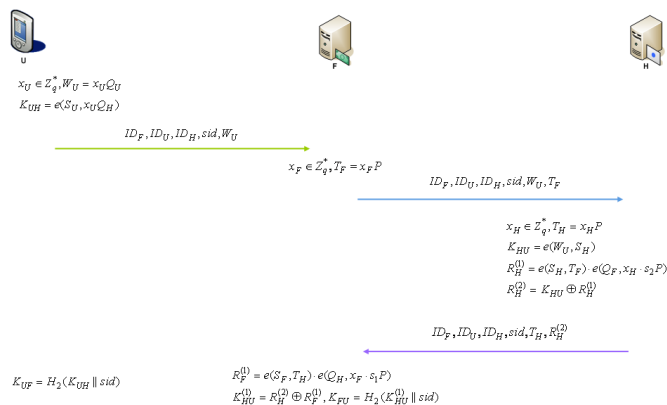 U
F
H
x_U ∈ Z_q^*, W_U = x_U Q_U
K_UH = e(S_U, x_U Q_H)
ID_F, ID_U, ID_H, sid, W_U
x_F ∈ Z_q^*, T_F = x_F P
ID_F, ID_U, ID_H, sid, W_U, T_F
x_H ∈ Z_q^*, T_H = x_H P
K_HU = e(W_U, S_H)
R_H^(1) = e(S_H, T_F) · e(Q_F, x_H · s_2 P)
R_H^(2) = K_HU ⊕ R_H^(1)
ID_F, ID_U, ID_H, sid, T_H, R_H^(2)
R_F^(1) = e(S_F, T_H) · e(Q_H, x_F · s_1 P)
K_UF = H_2(K_UH ∥ sid)
K_HU^(1) = R_H^(2) ⊕ R_F^(1), K_FU = H_2(K_HU^(1) ∥ sid)